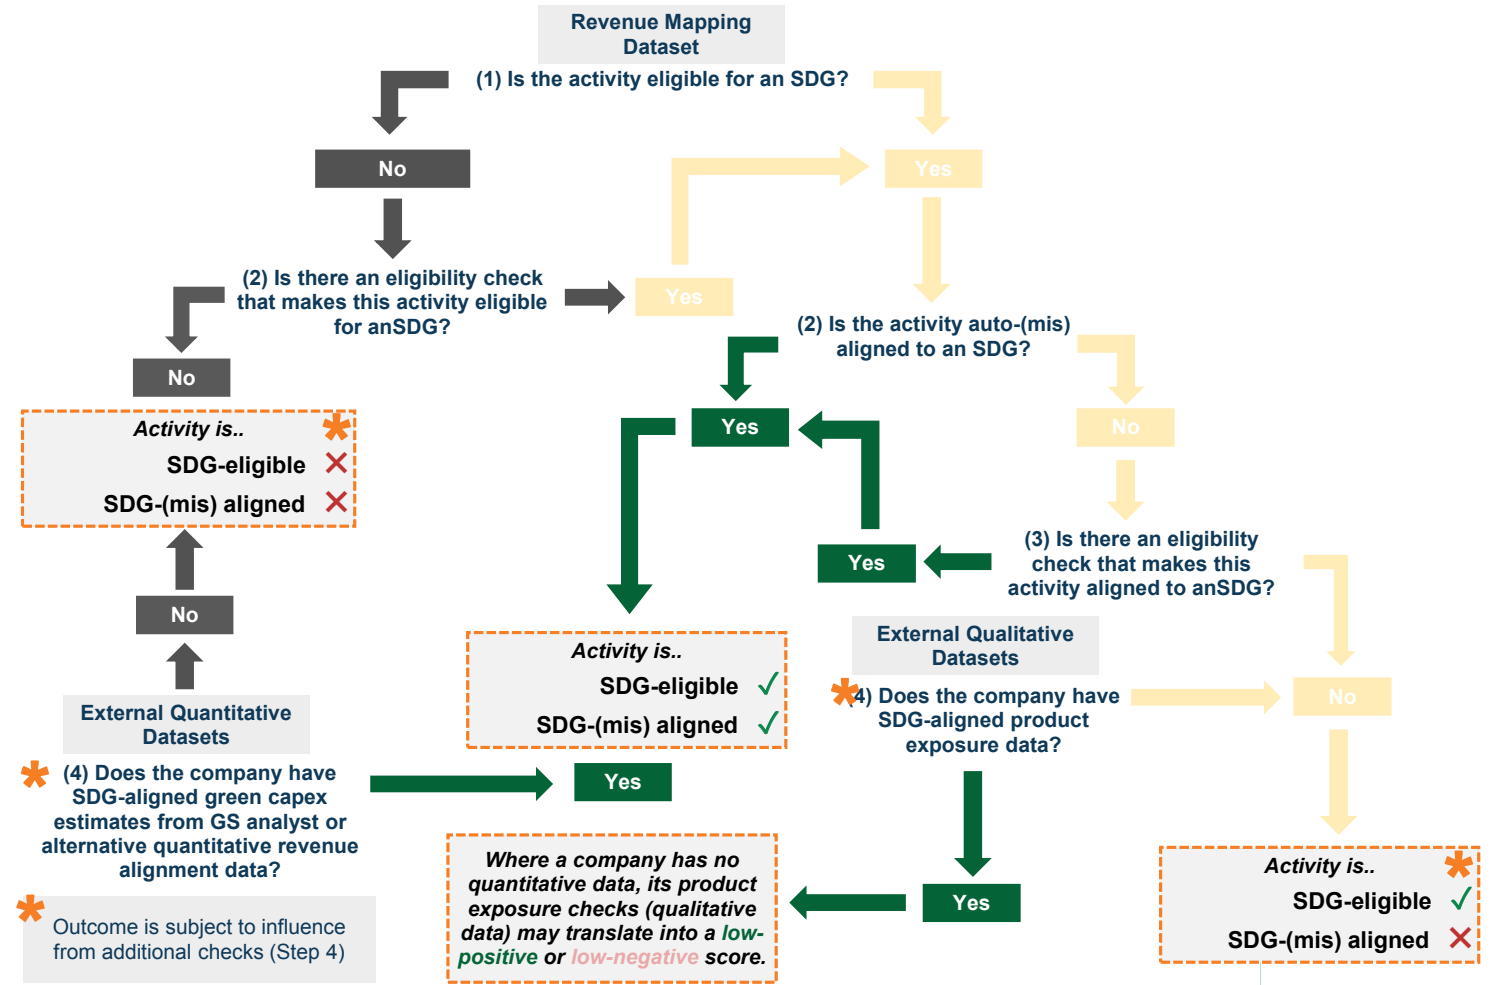 Revenue Mapping
Dataset
(1) Is the activity eligible for an SDG?
No
Yes
(2) Is there an eligibility check
that makes this activity eligible
for anSDG?
Yes
(2) Is the activity auto-(mis)
aligned to an SDG?
No
Yes
No
Activity is..
SDG-eligible
SDG-(mis) aligned
(3) Is there an eligibility
check that makes this
activity aligned to anSDG?
Yes
No
External Qualitative
Datasets
(4) Does the company have
SDG-aligned product
exposure data?
No
Activity is..
SDG-eligible
SDG-(mis) aligned
External Quantitative
Datasets
(4) Does the company have
SDG-aligned green capex
estimates from GS analyst or
alternative quantitative revenue
alignment data?
Yes
Where a company has no
quantitative data, its product
exposure checks (qualitative
data) may translate into a low-
positive or low-negative score.
Yes
Activity is..
SDG-eligible
SDG-(mis) aligned
Outcome is subject to influence
from additional checks (Step 4)